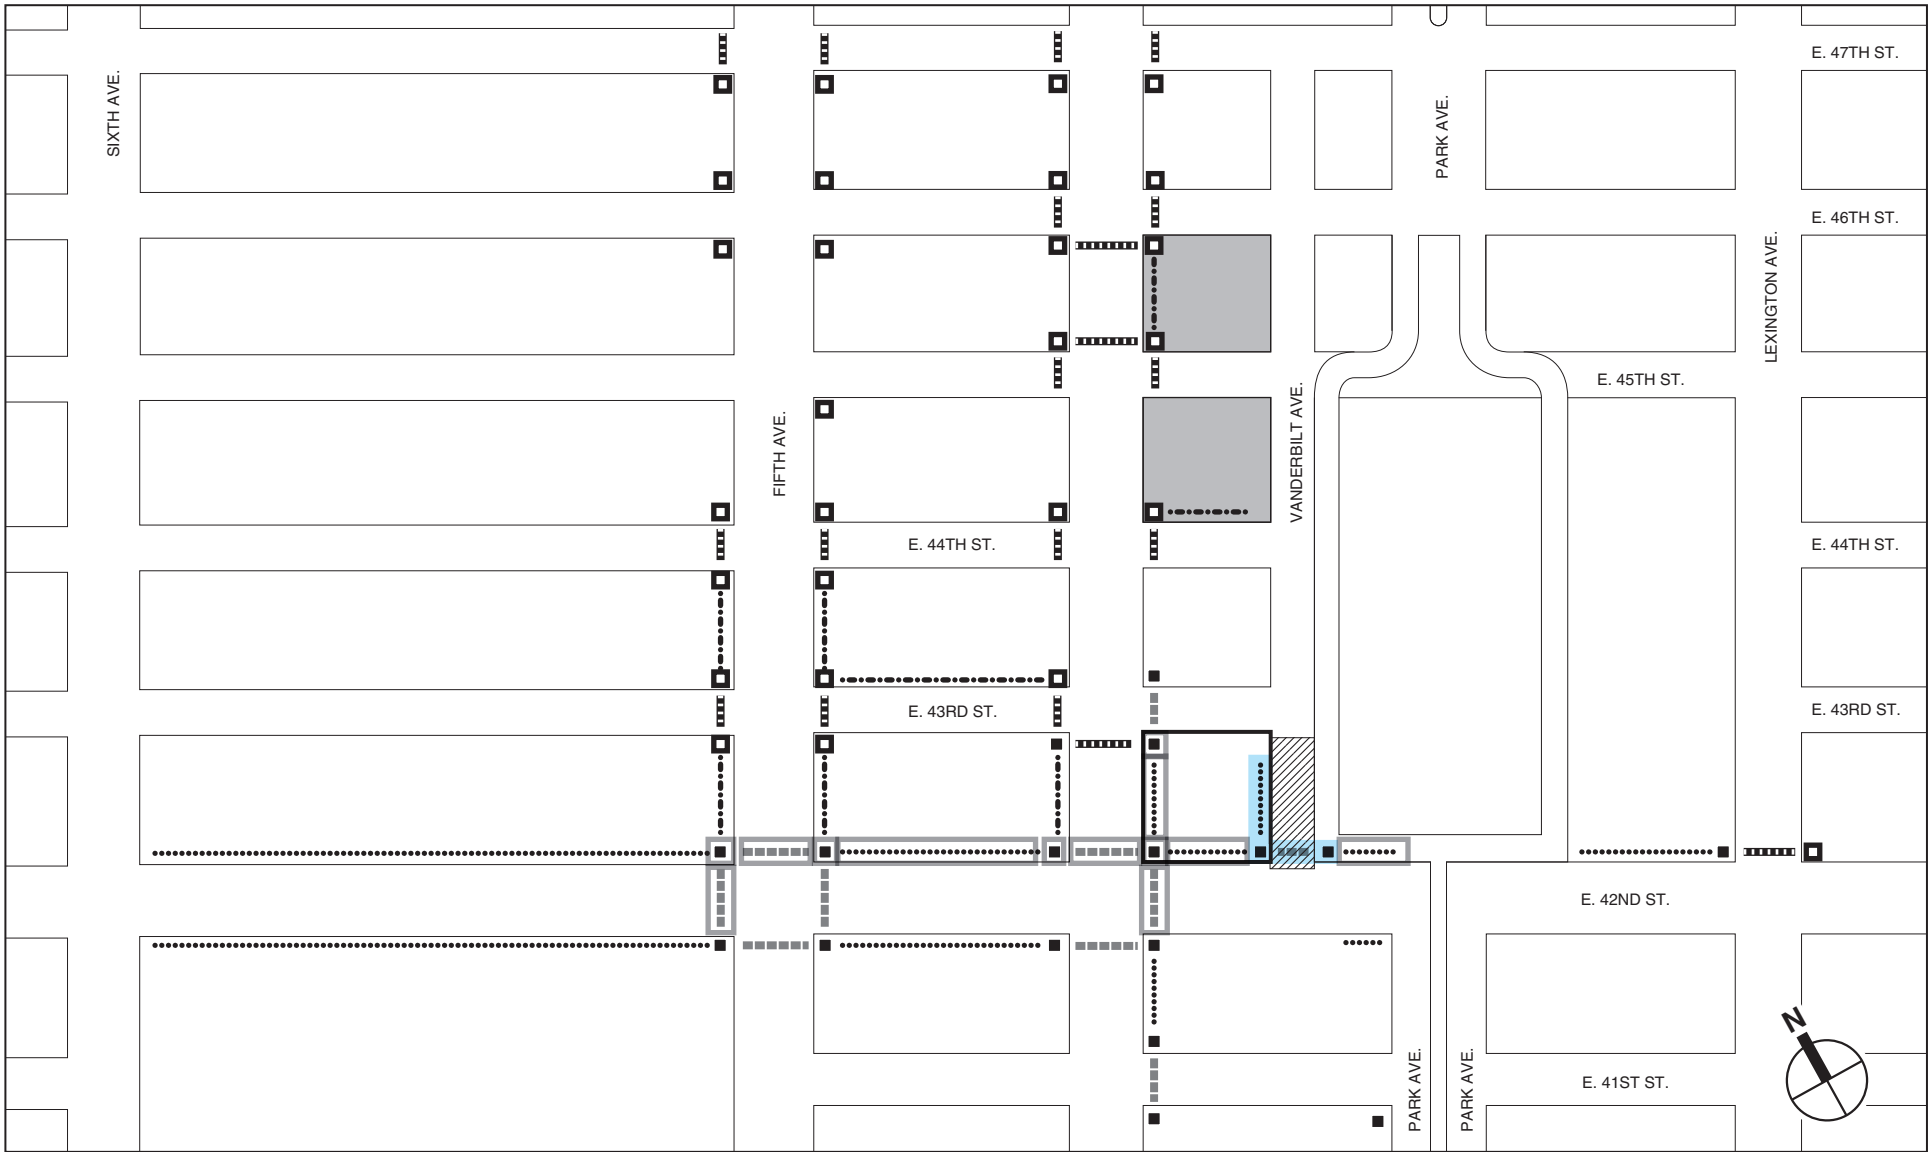 E. 47TH ST.
SIXTH AVE.
PARK AVE.
E. 46TH ST.
LEXINGTON AVE.
E. 45TH ST.
FIFTH AVE.
VANDERBILT AVE.
E. 44TH ST.
E. 44TH ST.
E. 43RD ST.
E. 43RD ST.
E. 42ND ST.
N
PARK AVE.
PARK AVE.
E. 41ST ST.